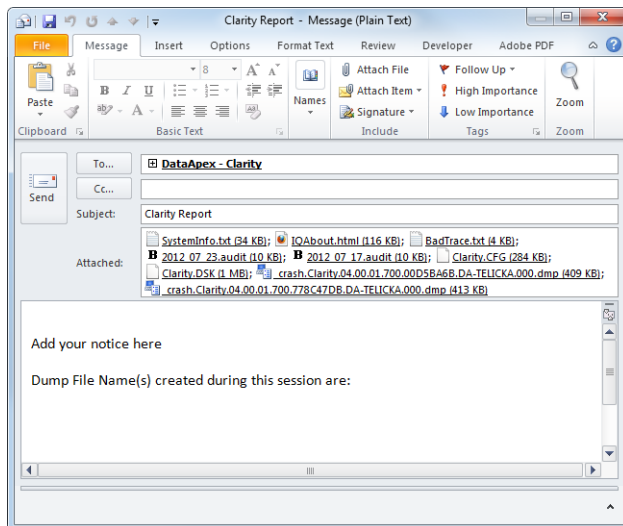 Clarity Report - Message (Plain Text)
File Message Insert Options Format Text Review Developer Adobe PDF
Paste
Clipboard
8 A A
B I U
ab A
Basic Text
Names
Attach File
Attach Item
Signature
Include
Follow Up
High Importance
Low Importance
Tags
Zoom
Zoom
Send
To... DataApex - Clarity
Cc...
Subject: Clarity Report
Attached:
SystemInfo.txt (34 KB); IQAbout.html (116 KB); BadTrace.txt (4 KB);
B 2012_07_23.audit (10 KB); B 2012_07_17.audit (10 KB); Clarity.CFG (284 KB);
Clarity.DSK (1 MB); _crash.Clarity.04.00.01.700.00D5BA6B.DA-TELICKA.000.dmp (409 KB);
_crash.Clarity.04.00.01.700.778C47DB.DA-TELICKA.000.dmp (413 KB)
Add your notice here
Dump File Name(s) created during this session are: